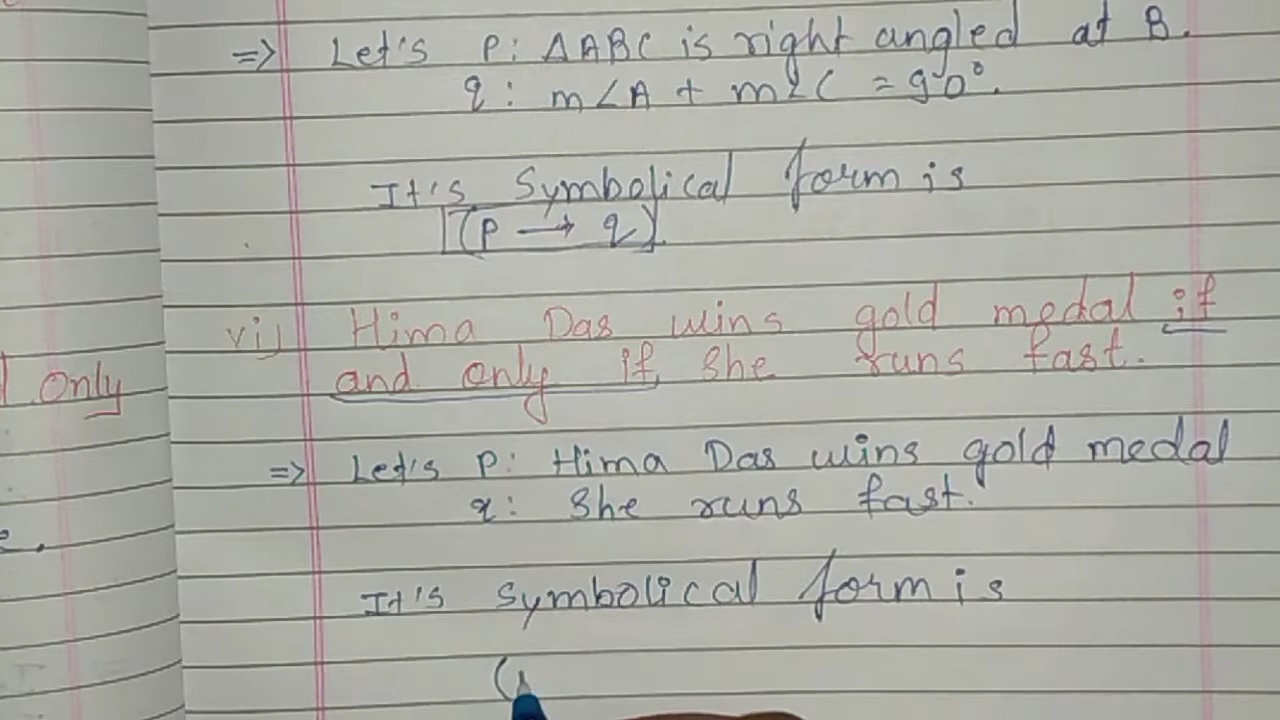 => Let's p: ΔABC is right angled at B.
q: m∠A + m∠C = 90°.
It's Symbolical form is
(p → q).
vi) Hima Das wins gold medal if
Only
and only if, she runs fast.
=> Let's p: Hima Das wins gold medal
q: She runs fast.
It's symbolical form is
(